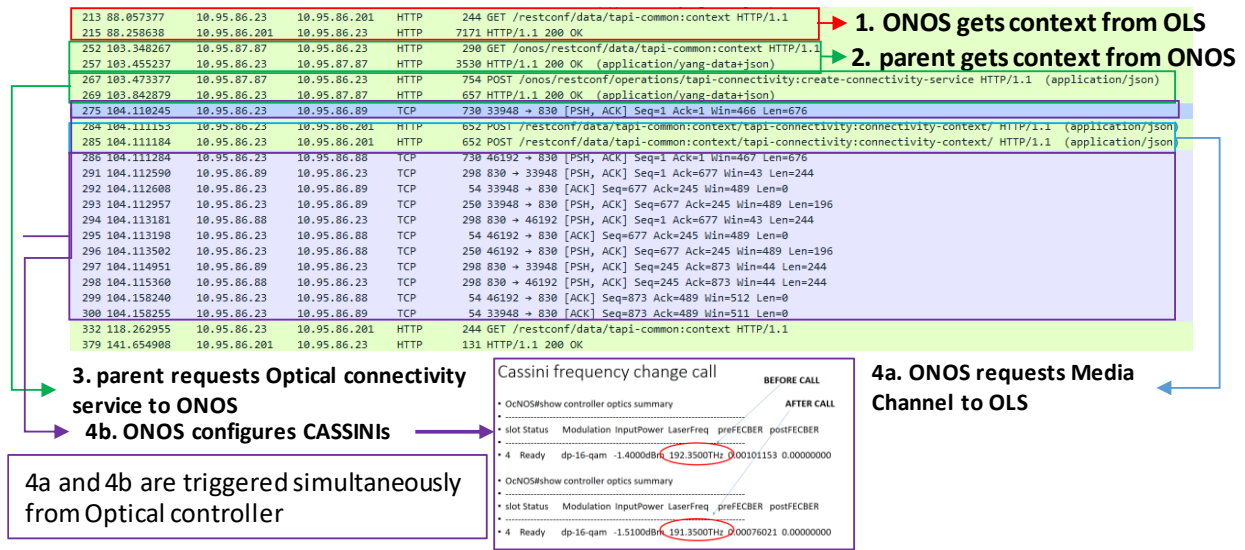 213 88.057377 10.95.86.23 10.95.86.201 HTTP 244 GET /restconf/data/tapi-common:context HTTP/1.1
215 88.258638 10.95.86.201 10.95.86.23 HTTP 7171 HTTP/1.1 200 OK
252 103.348267 10.95.87.87 10.95.86.23 HTTP 290 GET /onos/restconf/data/tapi-common:context HTTP/1.1
257 103.455237 10.95.86.23 10.95.87.87 HTTP 3530 HTTP/1.1 200 OK (application/yang-data+json)
267 103.473377 10.95.87.87 10.95.86.23 HTTP 754 POST /onos/restconf/operations/tapi-connectivity:create-connectivity-service HTTP/1.1 (application/json)
269 103.842879 10.95.86.23 10.95.87.87 HTTP 657 HTTP/1.1 200 OK (application/yang-data+json)
275 104.110245 10.95.86.23 10.95.86.89 TCP 730 33948 → 830 [PSH, ACK] Seq=1 Ack=1 Win=466 Len=676
284 104.111153 10.95.86.23 10.95.86.201 HTTP 652 POST /restconf/data/tapi-common:context/tapi-connectivity:connectivity-context/ HTTP/1.1 (application/json)
285 104.111184 10.95.86.23 10.95.86.201 HTTP 652 POST /restconf/data/tapi-common:context/tapi-connectivity:connectivity-context/ HTTP/1.1 (application/json)
286 104.111284 10.95.86.23 10.95.86.88 TCP 730 46192 → 830 [PSH, ACK] Seq=1 Ack=1 Win=467 Len=676
291 104.112590 10.95.86.89 10.95.86.23 TCP 298 830 → 33948 [PSH, ACK] Seq=1 Ack=677 Win=43 Len=244
292 104.112608 10.95.86.23 10.95.86.89 TCP 54 33948 → 830 [ACK] Seq=677 Ack=245 Win=489 Len=0
293 104.112957 10.95.86.23 10.95.86.89 TCP 250 33948 → 830 [PSH, ACK] Seq=677 Ack=245 Win=489 Len=196
294 104.113181 10.95.86.88 10.95.86.23 TCP 298 830 → 46192 [PSH, ACK] Seq=1 Ack=677 Win=43 Len=244
295 104.113198 10.95.86.23 10.95.86.88 TCP 54 46192 → 830 [ACK] Seq=677 Ack=245 Win=489 Len=0
296 104.113502 10.95.86.23 10.95.86.88 TCP 250 46192 → 830 [PSH, ACK] Seq=677 Ack=245 Win=489 Len=196
297 104.114951 10.95.86.89 10.95.86.23 TCP 298 830 → 33948 [PSH, ACK] Seq=245 Ack=873 Win=44 Len=244
298 104.115360 10.95.86.88 10.95.86.23 TCP 298 830 → 46192 [PSH, ACK] Seq=245 Ack=873 Win=44 Len=244
299 104.158240 10.95.86.23 10.95.86.88 TCP 54 46192 → 830 [ACK] Seq=873 Ack=489 Win=512 Len=0
300 104.158255 10.95.86.23 10.95.86.89 TCP 54 33948 → 830 [ACK] Seq=873 Ack=489 Win=511 Len=0
332 118.262955 10.95.86.23 10.95.86.201 HTTP 244 GET /restconf/data/tapi-common:context HTTP/1.1
379 141.654908 10.95.86.201 10.95.86.23 HTTP 131 HTTP/1.1 200 OK
1. ONOS gets context from OLS
2. parent gets context from ONOS
3. parent requests Optical connectivity
service to ONOS
4b. ONOS configures CASSINIs
4a and 4b are triggered simultaneously
from Optical controller
Cassini frequency change call
BEFORE CALL
AFTER CALL
• OcNOS#show controller optics summary
• ------------------------------------------------------------
• slot Status Modulation InputPower LaserFreq preFECBER postFECBER
• ------------------------------------------------------------
• 4 Ready dp-16-qam -1.4000dBm 192.3500THz 0.00101153 0.00000000
• OcNOS#show controller optics summary
• ------------------------------------------------------------
• slot Status Modulation InputPower LaserFreq preFECBER postFECBER
• ------------------------------------------------------------
• 4 Ready dp-16-qam -1.5100dBm 191.3500THz 0.00076021 0.00000000
4a. ONOS requests Media
Channel to OLS